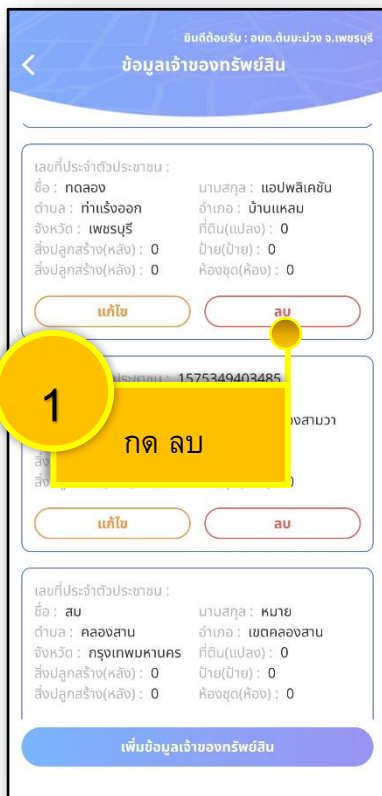 ยินดีต้อนรับ : อบต.ต้นมะม่วง จ.เพชรบุรี
ข้อมูลเจ้าของทรัพย์สิน
เลขที่ประจำตัวประชาชน :
ชื่อ : ทดลอง นามสกุล : แอปพลิเคชัน
ตำบล : ท่าแร้งออก อำเภอ : บ้านแหลม
จังหวัด : เพชรบุรี ที่ดิน(แปลง) : 0
สิ่งปลูกสร้าง(หลัง) : 0 ป้าย(ป้าย) : 0
สิ่งปลูกสร้าง(หลัง) : 0 ห้องชุด(ห้อง) : 0
แก้ไข ลบ
1575349403485
1
กด ลบ
แก้ไข ลบ
เลขที่ประจำตัวประชาชน :
ชื่อ : สม นามสกุล : หมาย
ตำบล : คลองสาน อำเภอ : เขตคลองสาน
จังหวัด : กรุงเทพมหานคร ที่ดิน(แปลง) : 0
สิ่งปลูกสร้าง(หลัง) : 0 ป้าย(ป้าย) : 0
สิ่งปลูกสร้าง(หลัง) : 0 ห้องชุด(ห้อง) : 0
เพิ่มข้อมูลเจ้าของทรัพย์สิน